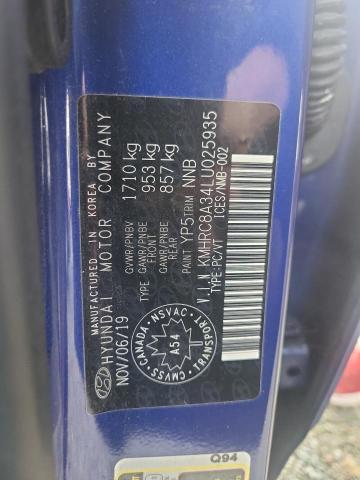 MANUFACTURED IN KOREA BY
HYUNDAI MOTOR COMPANY
NOV/06/19
GVWR/PNBV 1710 kg
TYPE GAWR/PNBE FRONT 953 kg
GAWR/PNBE REAR 857 kg
PAINT YP5 TRIM NNB
V.I.N KMHRC8A34LU025935
TYPE:PC/VT ICES/NMB-002
CANADA NSVAC
A54
CMVSS TRANSPORT
Q94